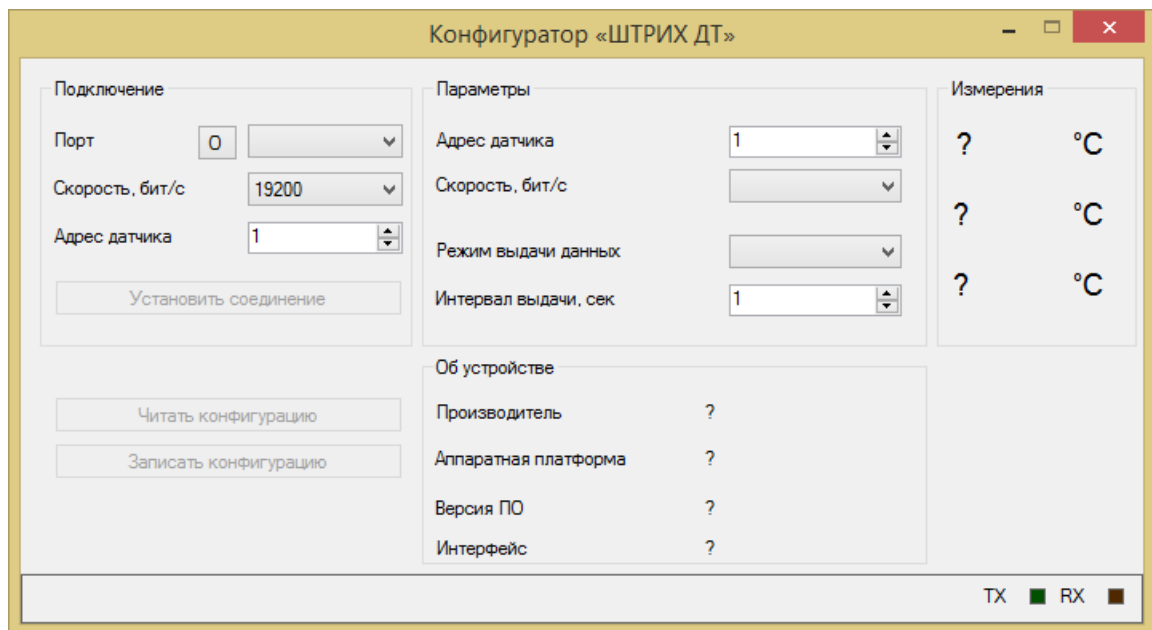 Конфигуратор «ШТРИХ ДТ»
Подключение
Порт
О
Скорость, бит/с
19200
Адрес датчика
1
Установить соединение
Читать конфигурацию
Записать конфигурацию
Параметры
Адрес датчика
1
Скорость, бит/с
Режим выдачи данных
Интервал выдачи, сек
1
Об устройстве
Производитель ?
Аппаратная платформа ?
Версия ПО ?
Интерфейс ?
Измерения
? °C
? °C
? °C
TX RX